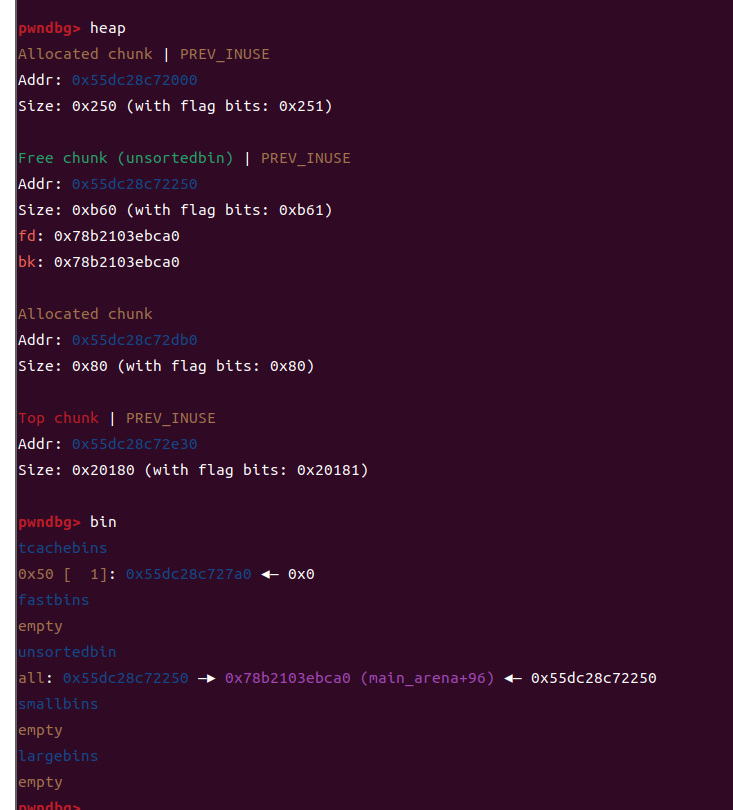 pwndbg> heap
Allocated chunk | PREV_INUSE
Addr: 0x55dc28c72000
Size: 0x250 (with flag bits: 0x251)
Free chunk (unsortedbin) | PREV_INUSE
Addr: 0x55dc28c72250
Size: 0xb60 (with flag bits: 0xb61)
fd: 0x78b2103ebca0
bk: 0x78b2103ebca0
Allocated chunk
Addr: 0x55dc28c72db0
Size: 0x80 (with flag bits: 0x80)
Top chunk | PREV_INUSE
Addr: 0x55dc28c72e30
Size: 0x20180 (with flag bits: 0x20181)
pwndbg> bin
tcachebins
0x50 [  1]: 0x55dc28c727a0 ◂— 0x0
fastbins
empty
unsortedbin
all: 0x55dc28c72250 —▸ 0x78b2103ebca0 (main_arena+96) ◂— 0x55dc28c72250
smallbins
empty
largebins
empty
pwndbg>